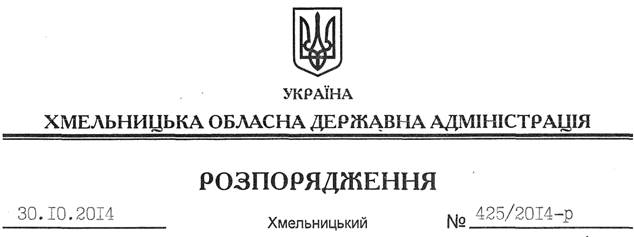 УКРАЇНА
ХМЕЛЬНИЦЬКА ОБЛАСНА ДЕРЖАВНА АДМІНІСТРАЦІЯ
РОЗПОРЯДЖЕННЯ
30.10.2014 Хмельницький № 425/2014-р